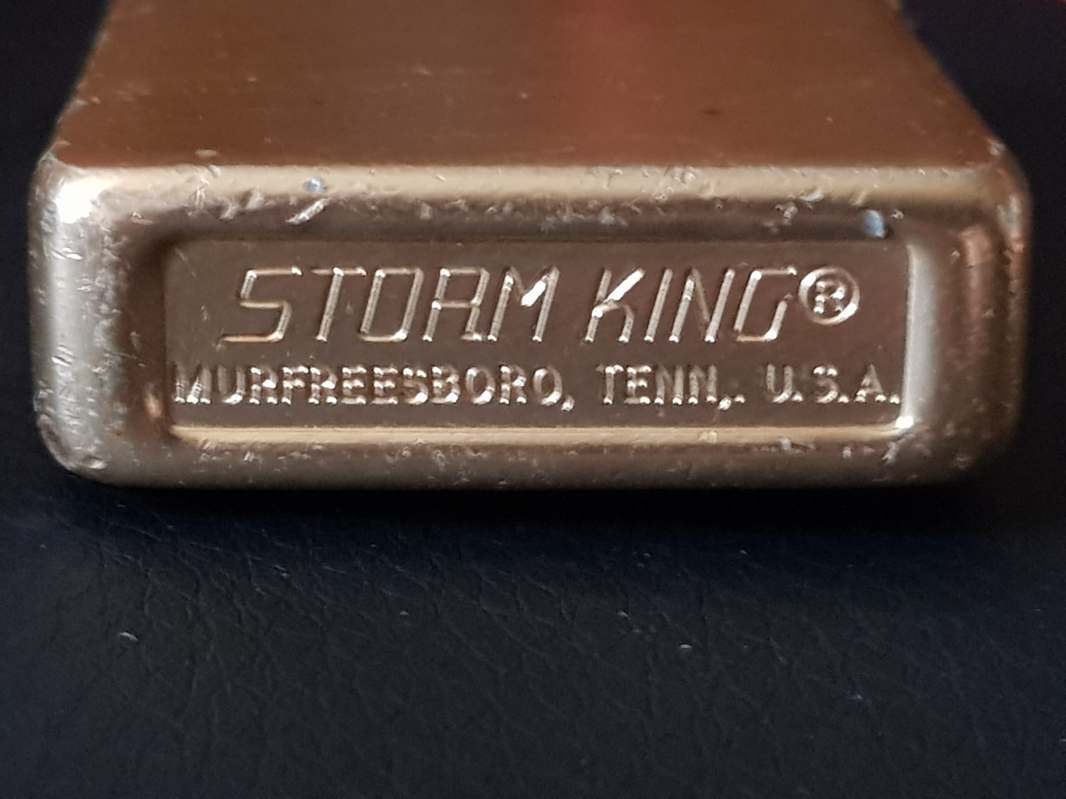 STORM KING®
MURFREESBORO, TENN,. U.S.A.